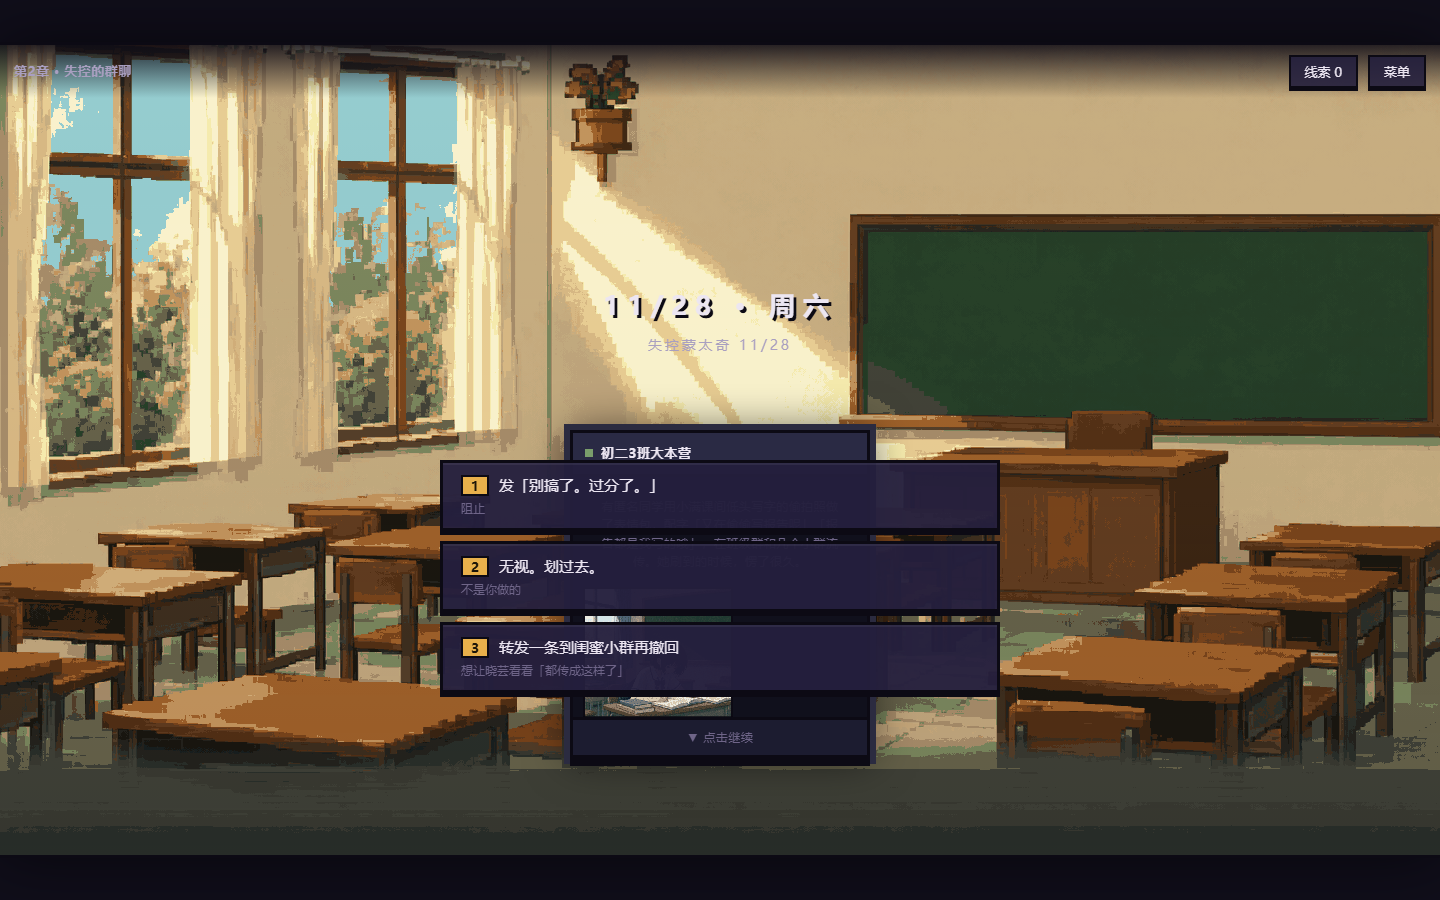 第2章 · 失控的群聊
线索 0
菜单
11/28 · 周六
失控蒙太奇 11/28
初二3班大本营
1 发「别搞了。过分了。」
阻止
2 无视。划过去。
不是你做的
3 转发一条到闺蜜小群再撤回
想让晓芸看看「都传成这样了」
▼ 点击继续